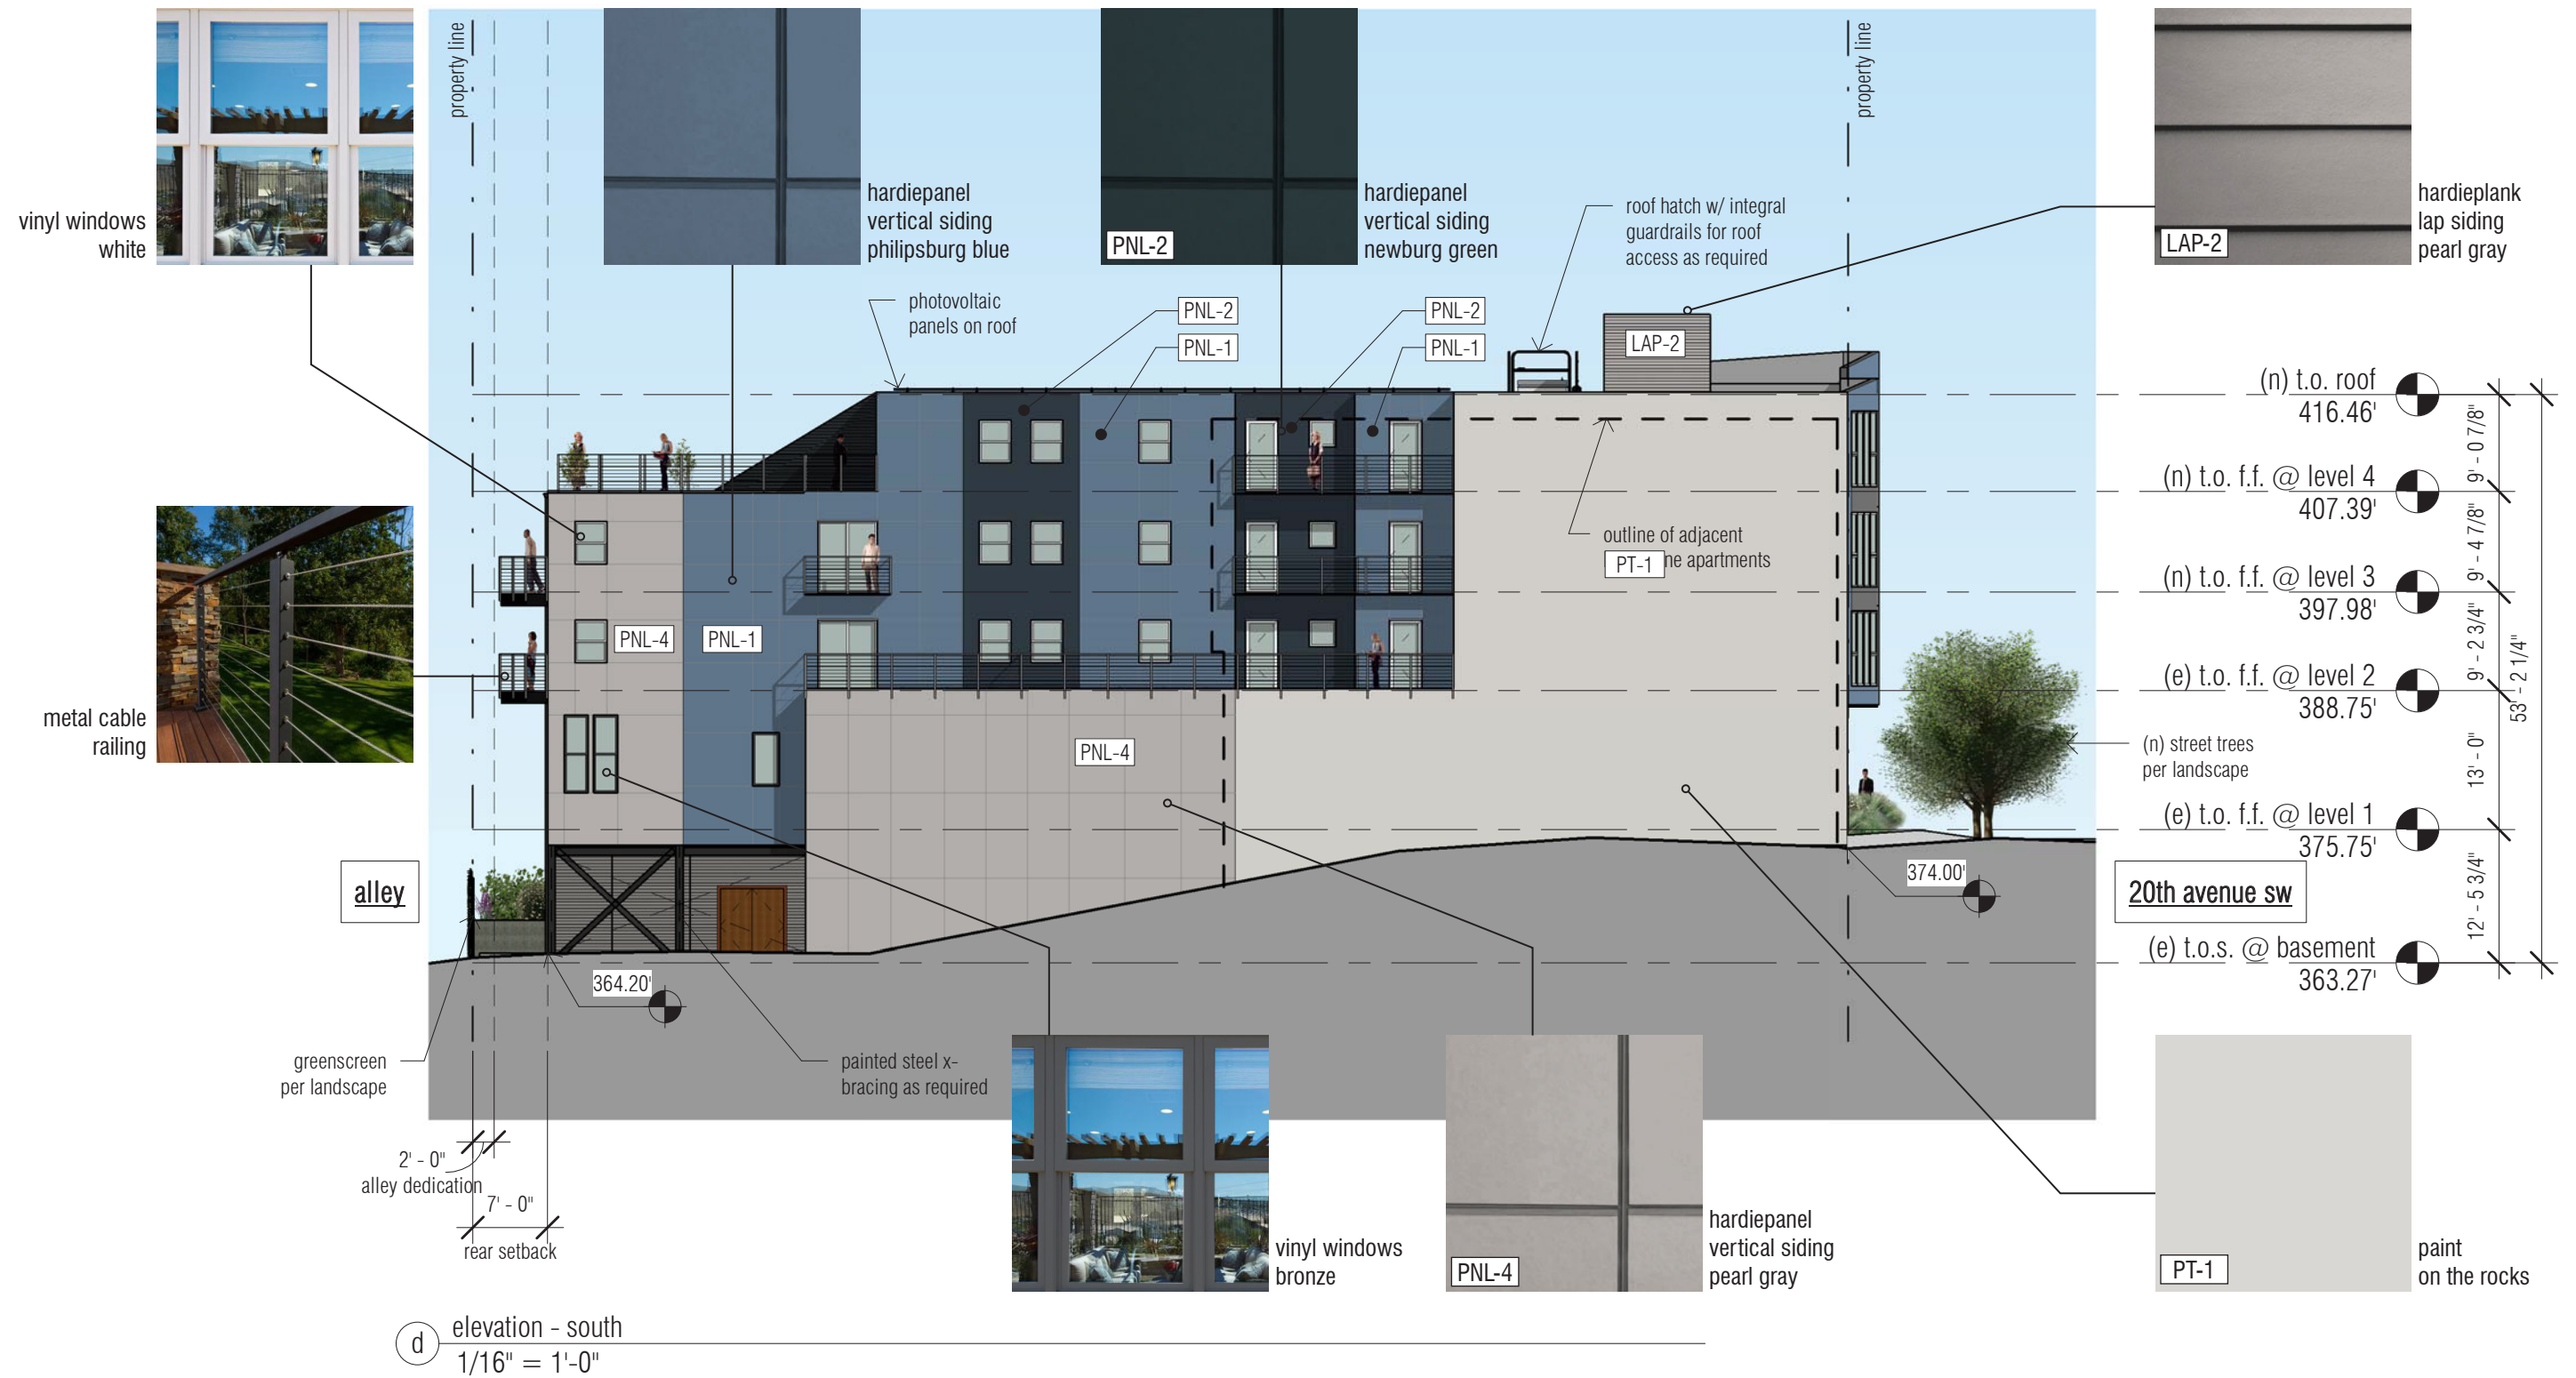 property line
property line
vinyl windows
white
hardiepanel
vertical siding
philipsburg blue
PNL-2
hardiepanel
vertical siding
newburg green
roof hatch w/ integral
guardrails for roof
access as required
LAP-2
hardieplank
lap siding
pearl gray
photovoltaic
panels on roof
PNL-2
PNL-1
PNL-2
PNL-1
LAP-2
(n) t.o. roof
416.46'
9' - 0 7/8"
(n) t.o. f.f. @ level 4
407.39'
9' - 4 7/8"
outline of adjacent
PT-1 ne apartments
(n) t.o. f.f. @ level 3
397.98'
9' - 2 3/4"
PNL-4
PNL-1
(e) t.o. f.f. @ level 2
388.75'
53' - 2 1/4"
metal cable
railing
PNL-4
(n) street trees
per landscape
13' - 0"
(e) t.o. f.f. @ level 1
375.75'
alley
374.00'
20th avenue sw
12' - 5 3/4"
(e) t.o.s. @ basement
363.27'
364.20'
greenscreen
per landscape
painted steel x-
bracing as required
2' - 0"
alley dedication
7' - 0"
rear setback
vinyl windows
bronze
PNL-4
hardiepanel
vertical siding
pearl gray
PT-1
paint
on the rocks
d
elevation - south
1/16" = 1'-0"